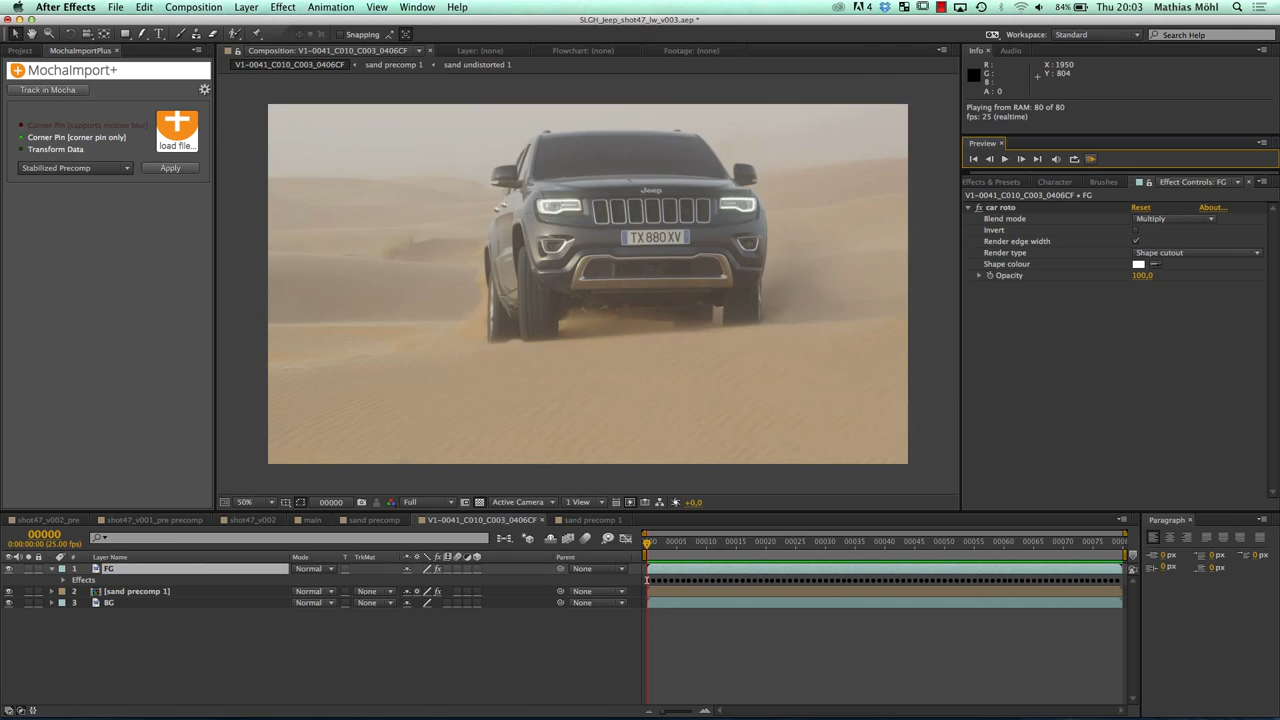 After Effects File Edit Composition Layer Effect Animation View Window Help
4 84% Thu 20:03 Mathias Möhl
SLGH_Jeep_shot47_lw_v003.aep *
Snapping
Workspace: Standard
Search Help
Project MochaImportPlus ×
Composition: V1-0041_C010_C003_0406CF
Layer: (none)
Flowchart: (none)
Footage: (none)
Info Audio
V1-0041_C010_C003_0406CF sand precomp 1 sand undistorted 1
MochaImport+
Track in Mocha
Corner Pin [supports motion blur]
Corner Pin [corner pin only]
Transform Data
load file...
Stabilized Precomp
Apply
R :
G :
B :
A : 0
X : 1950
Y : 804
Playing from RAM: 80 of 80
fps: 25 (realtime)
Preview ×
Effects & Presets Character Brushes Effect Controls: FG
V1-0041_C010_C003_0406CF • FG
fx car roto Reset About...
Blend mode Multiply
Invert
Render edge width
Render type Shape cutout
Shape colour
Opacity 100,0
Jeep
TX 880 XV
50% 00000 Full Active Camera 1 View +0,0
shot47_v002_pre shot47_v001_pre precomp shot47_v002 main sand precomp V1-0041_C010_C003_0406CF × sand precomp 1
00000
0:00:00:00 (25.00 fps)
00005 00010 00015 00020 00025 00030 00035 00040 00045 00050 00055 00060 00065 00070 00075
# Layer Name Mode T TrkMat Parent
1 FG Normal None
Effects
2 [sand precomp 1] Normal None fx None
3 BG Normal None None
Paragraph ×
0 px 0 px 0 px
0 px 0 px